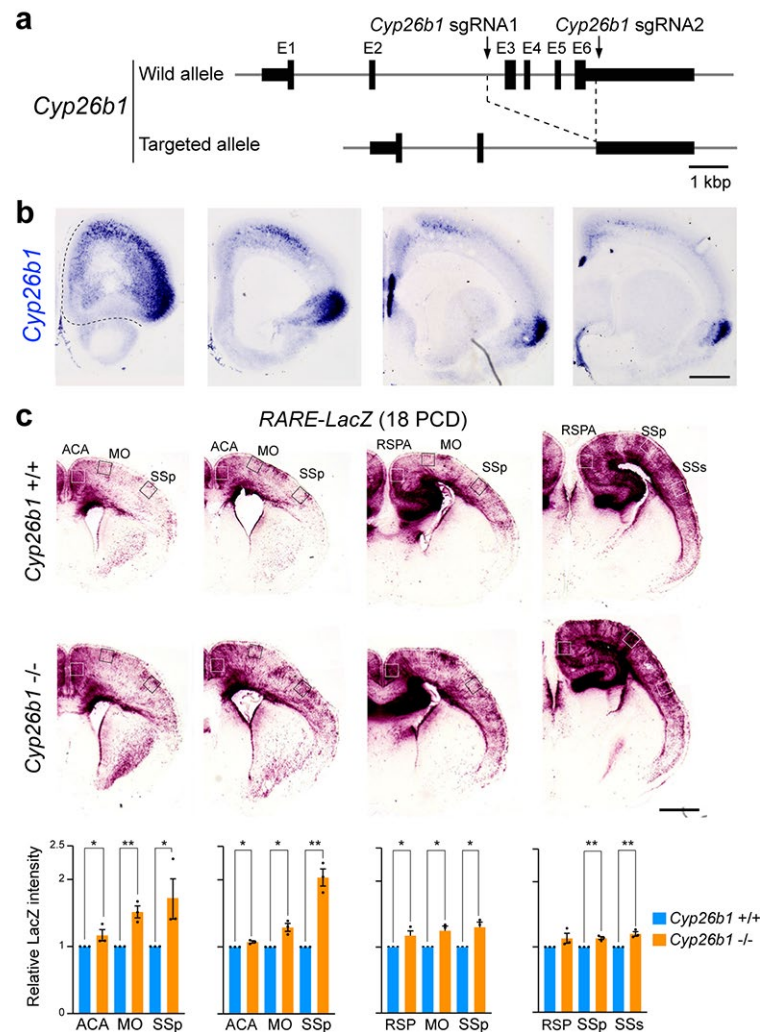 a
Cyp26b1 sgRNA1 Cyp26b1 sgRNA2
E1 E2 E3 E4 E5 E6
Wild allele
Cyp26b1
Targeted allele
1 kbp
b
Cyp26b1
c
RARE-LacZ (18 PCD)
ACA MO SSp ACA MO SSp RSPA MO SSp SSp SSs
Cyp26b1 +/+
Cyp26b1 -/-
Relative LacZ intensity
2.5
2
1
0
* ** * * * ** * * * ** **
ACA MO SSp ACA MO SSp RSP MO SSp RSP SSp SSs
Cyp26b1 +/+
Cyp26b1 -/-